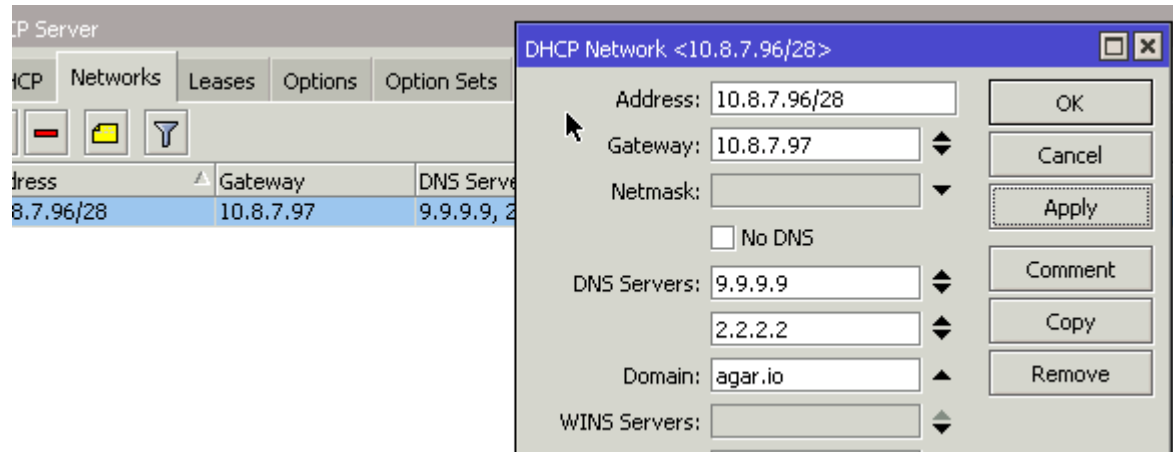 CP Server
HCP Networks Leases Options Option Sets
dress Gateway DNS Serve
8.7.96/28 10.8.7.97 9.9.9.9, 2
DHCP Network <10.8.7.96/28>
Address: 10.8.7.96/28
OK
Gateway: 10.8.7.97
Cancel
Netmask:
Apply
No DNS
DNS Servers: 9.9.9.9
Comment
2.2.2.2
Copy
Domain: agar.io
Remove
WINS Servers: